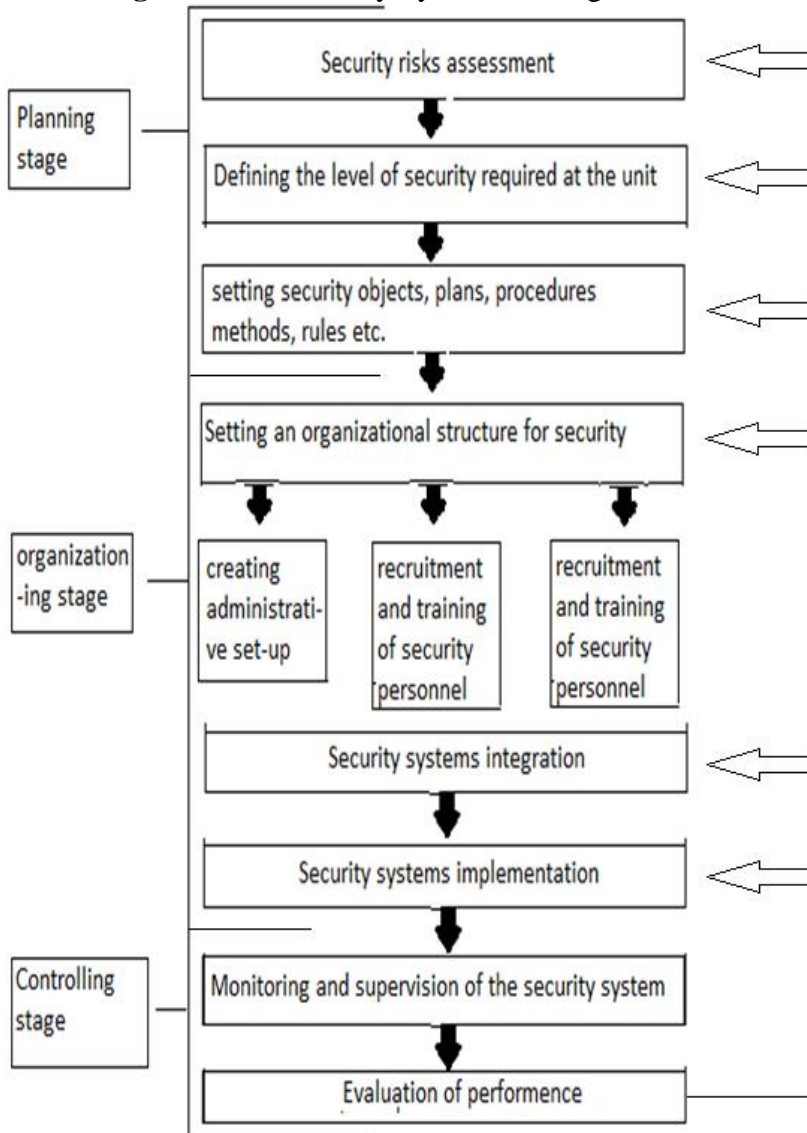 Security risks assessment
Planning
stage
Defining the level of security required at the unit
setting security objects, plans, procedures
methods, rules etc.
Setting an organizational structure for security
organization
-ing stage
creating
administrati-
ve set-up
recruitment
and training
of security
personnel
recruitment
and training
of security
personnel
Security systems integration
Security systems implementation
Controlling
stage
Monitoring and supervision of the security system
Evaluation of performence